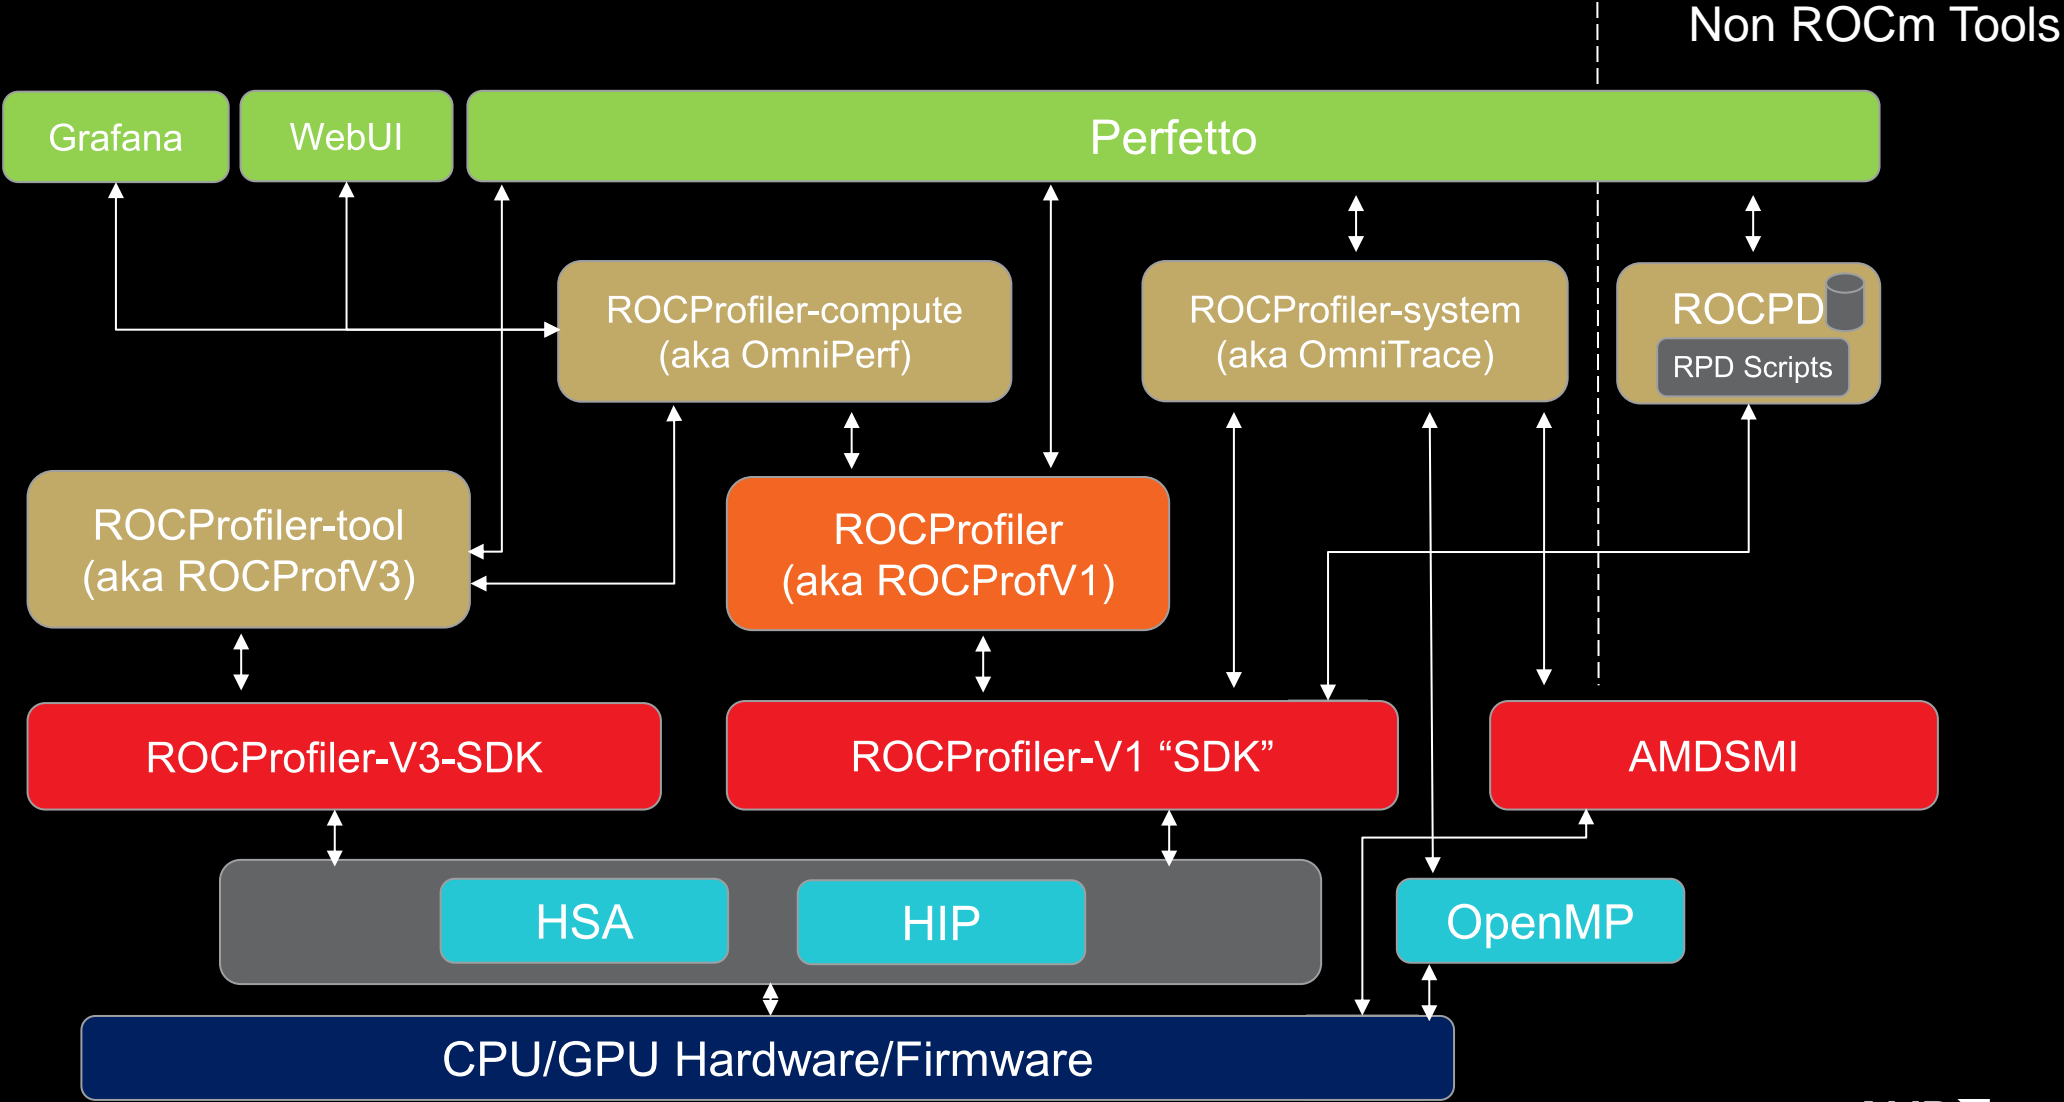 Non ROCm Tools
Grafana
WebUI
Perfetto
ROCProfiler-compute
(aka OmniPerf)
ROCProfiler-system
(aka OmniTrace)
ROCPD
RPD Scripts
ROCProfiler-tool
(aka ROCProfV3)
ROCProfiler
(aka ROCProfV1)
ROCProfiler-V3-SDK
ROCProfiler-V1 “SDK”
AMDSMI
HSA
HIP
OpenMP
CPU/GPU Hardware/Firmware